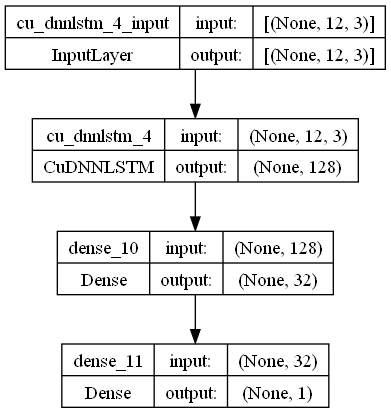 cu_dnnlstm_4_input input: [(None, 12, 3)]
InputLayer output: [(None, 12, 3)]
cu_dnnlstm_4 input: (None, 12, 3)
CuDNNLSTM output: (None, 128)
dense_10 input: (None, 128)
Dense output: (None, 32)
dense_11 input: (None, 32)
Dense output: (None, 1)